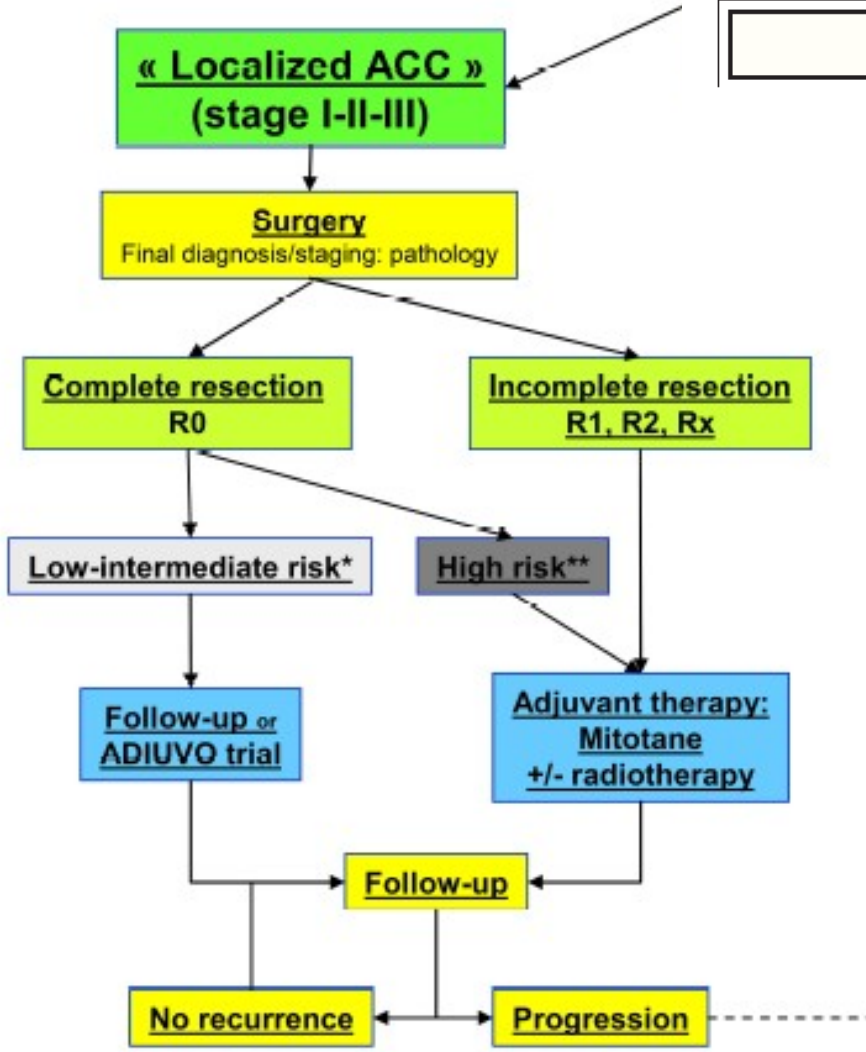 « Localized ACC »
(stage I-II-III)
Surgery
Final diagnosis/staging: pathology
Complete resection
R0
Incomplete resection
R1, R2, Rx
Low-intermediate risk*
High risk**
Follow-up or
ADIUVO trial
Adjuvant therapy:
Mitotane
+/- radiotherapy
Follow-up
No recurrence
Progression